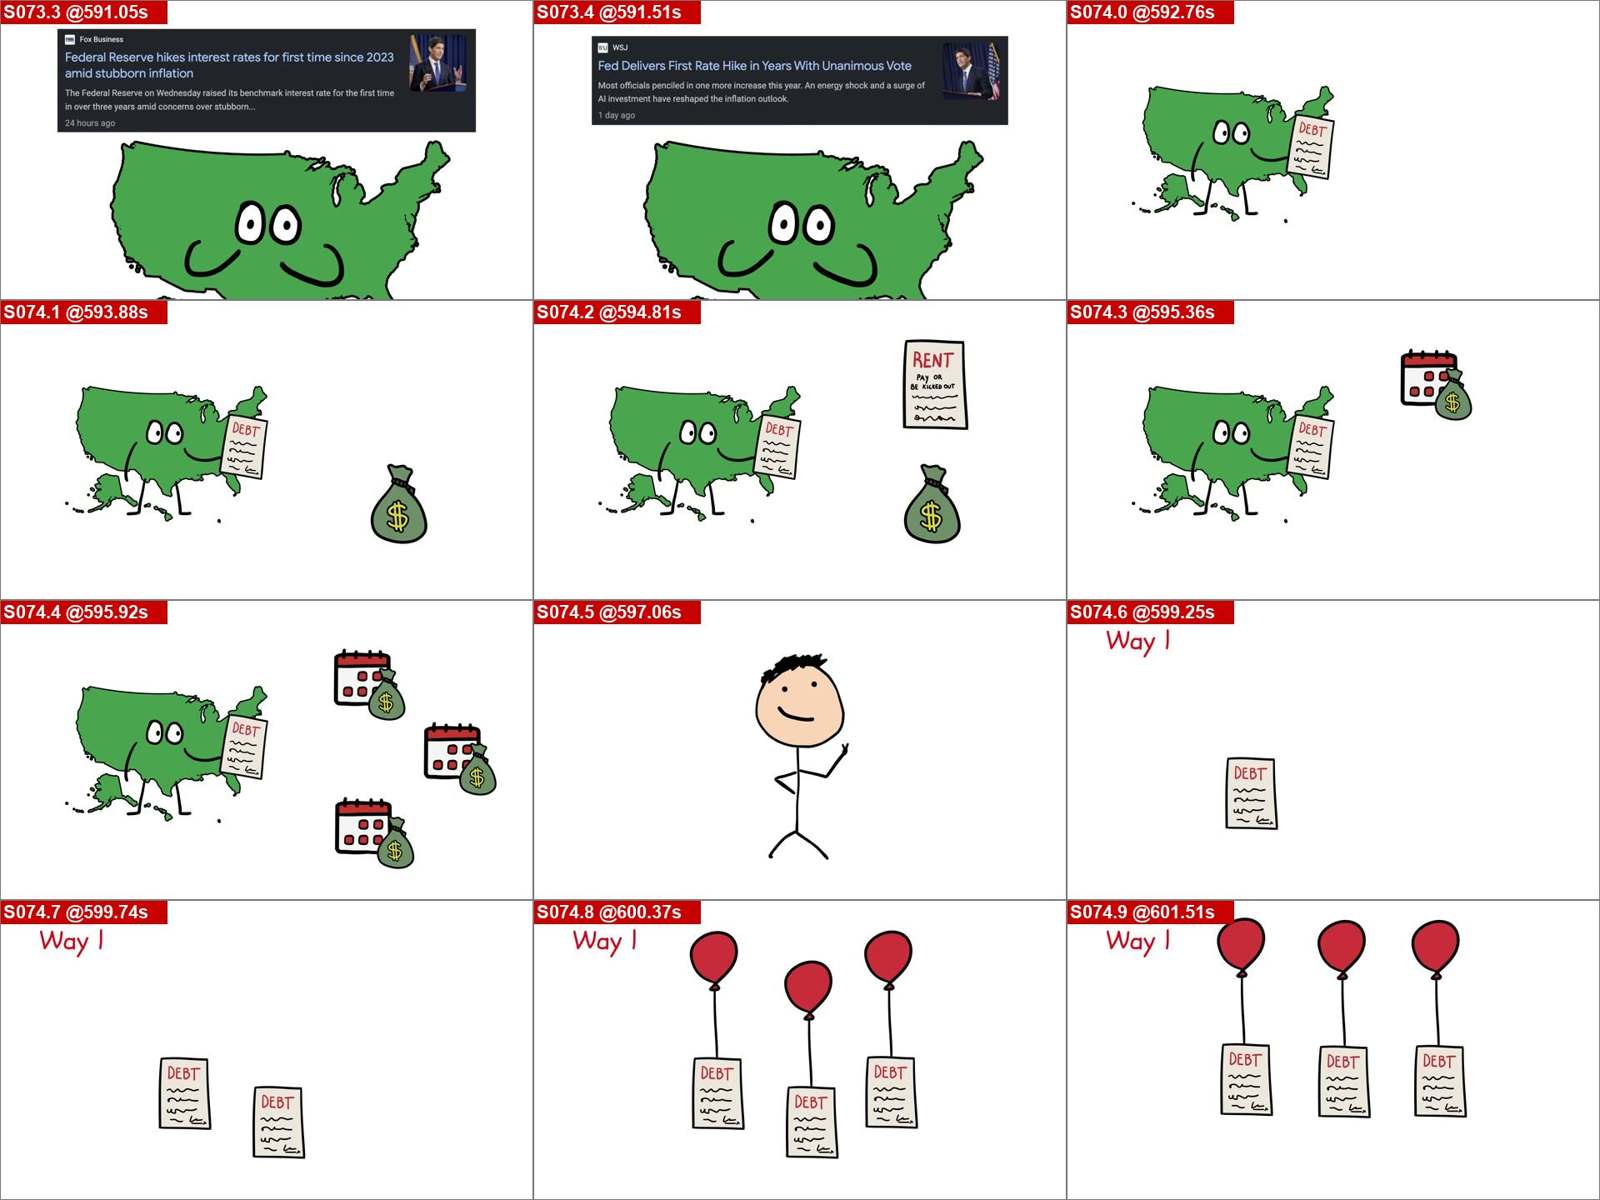 S073.3 @591.05s
Fox Business
Federal Reserve hikes interest rates for first time since 2023
amid stubborn inflation
The Federal Reserve on Wednesday raised its benchmark interest rate for the first time
in over three years amid concerns over stubborn...
24 hours ago
S073.4 @591.51s
WSJ
Fed Delivers First Rate Hike in Years With Unanimous Vote
Most officials penciled in one more increase this year. An energy shock and a surge of
AI investment have reshaped the inflation outlook.
1 day ago
S074.0 @592.76s
DEBT
S074.1 @593.88s
DEBT
$
S074.2 @594.81s
DEBT
RENT
PAY OR
BE KICKED OUT
$
S074.3 @595.36s
DEBT
$
S074.4 @595.92s
DEBT
$
$
$
S074.5 @597.06s
S074.6 @599.25s
Way 1
DEBT
S074.7 @599.74s
Way 1
DEBT
DEBT
S074.8 @600.37s
Way 1
DEBT
DEBT
DEBT
S074.9 @601.51s
Way 1
DEBT
DEBT
DEBT